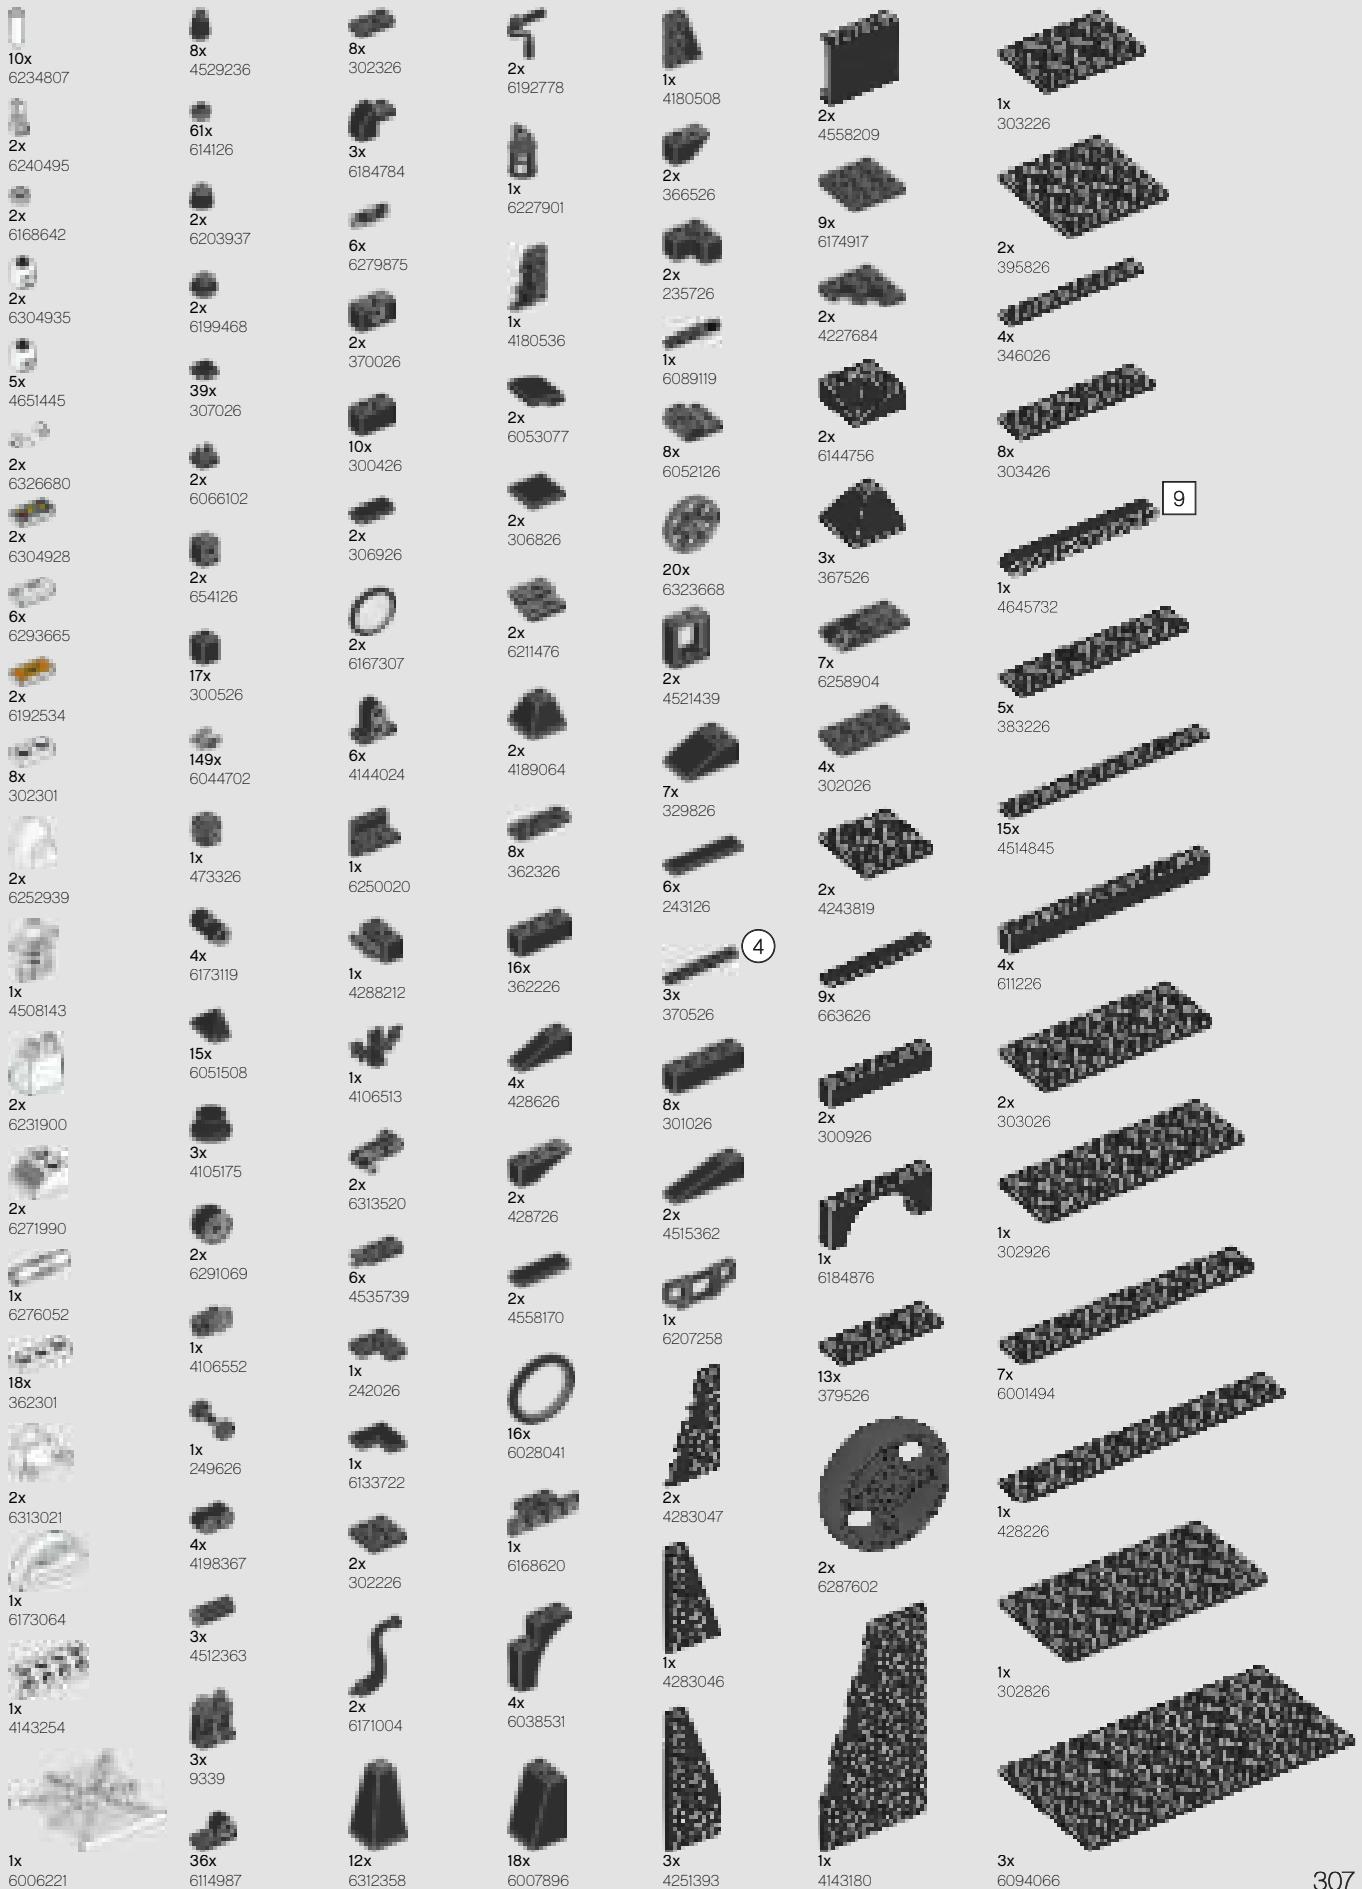 10x
6234807
2x
6240495
2x
6168642
2x
6304935
5x
4651445
2x
6326680
2x
6304928
6x
6293665
2x
6192534
8x
302301
2x
6252939
1x
4508143
2x
6231900
2x
6271990
1x
6276052
18x
362301
2x
6313021
1x
6173064
1x
4143254
1x
6006221
8x
4529236
61x
614126
2x
6203937
2x
6199468
39x
307026
2x
6066102
2x
654126
17x
300526
149x
6044702
1x
473326
4x
6173119
15x
6051508
3x
4105175
2x
6291069
1x
4106552
1x
249626
4x
4198367
3x
4512363
3x
9339
36x
6114987
8x
302326
3x
6184784
6x
6279875
2x
370026
10x
300426
2x
306926
2x
6167307
6x
4144024
1x
6250020
1x
4288212
1x
4106513
2x
6313520
6x
4535739
1x
242026
1x
6133722
2x
302226
2x
6171004
12x
6312358
2x
6192778
1x
6227901
1x
4180536
2x
6053077
2x
306826
2x
6211476
2x
4189064
8x
362326
16x
362226
4x
428626
2x
428726
2x
4558170
16x
6028041
1x
6168620
4x
6038531
18x
6007896
1x
4180508
2x
366526
2x
235726
1x
6089119
8x
6052126
20x
6323668
2x
4521439
7x
329826
6x
243126
4
3x
370526
8x
301026
2x
4515362
1x
6207258
2x
4283047
1x
4283046
3x
4251393
2x
4558209
9x
6174917
2x
4227684
2x
6144756
3x
367526
7x
6258904
4x
302026
2x
4243819
9x
663626
2x
300926
1x
6184876
13x
379526
2x
6287602
1x
4143180
1x
303226
2x
395826
4x
346026
8x
303426
9
1x
4645732
5x
383226
15x
4514845
4x
611226
2x
303026
1x
302926
7x
6001494
1x
428226
1x
302826
3x
6094066
307